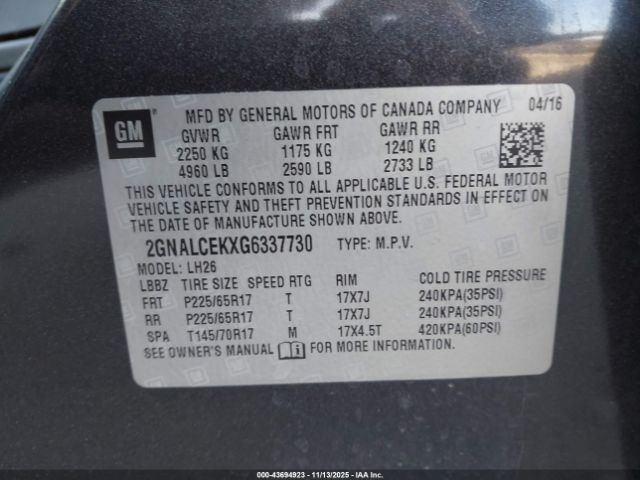 GM
MFD BY GENERAL MOTORS OF CANADA COMPANY 04/16
GVWR GAWR FRT GAWR RR
2250 KG 1175 KG 1240 KG
4960 LB 2590 LB 2733 LB
THIS VEHICLE CONFORMS TO ALL APPLICABLE U.S. FEDERAL MOTOR
VEHICLE SAFETY AND THEFT PREVENTION STANDARDS IN EFFECT ON
THE DATE OF MANUFACTURE SHOWN ABOVE.
2GNALCEKXG6337730 TYPE: M.P.V.
MODEL: LH26
LBBZ TIRE SIZE SPEED RTG RIM COLD TIRE PRESSURE
FRT P225/65R17 T 17X7J 240KPA(35PSI)
RR P225/65R17 T 17X7J 240KPA(35PSI)
SPA T145/70R17 M 17X4.5T 420KPA(60PSI)
SEE OWNER'S MANUAL FOR MORE INFORMATION.
000-43694923 - 11/13/2025 - IAA Inc.